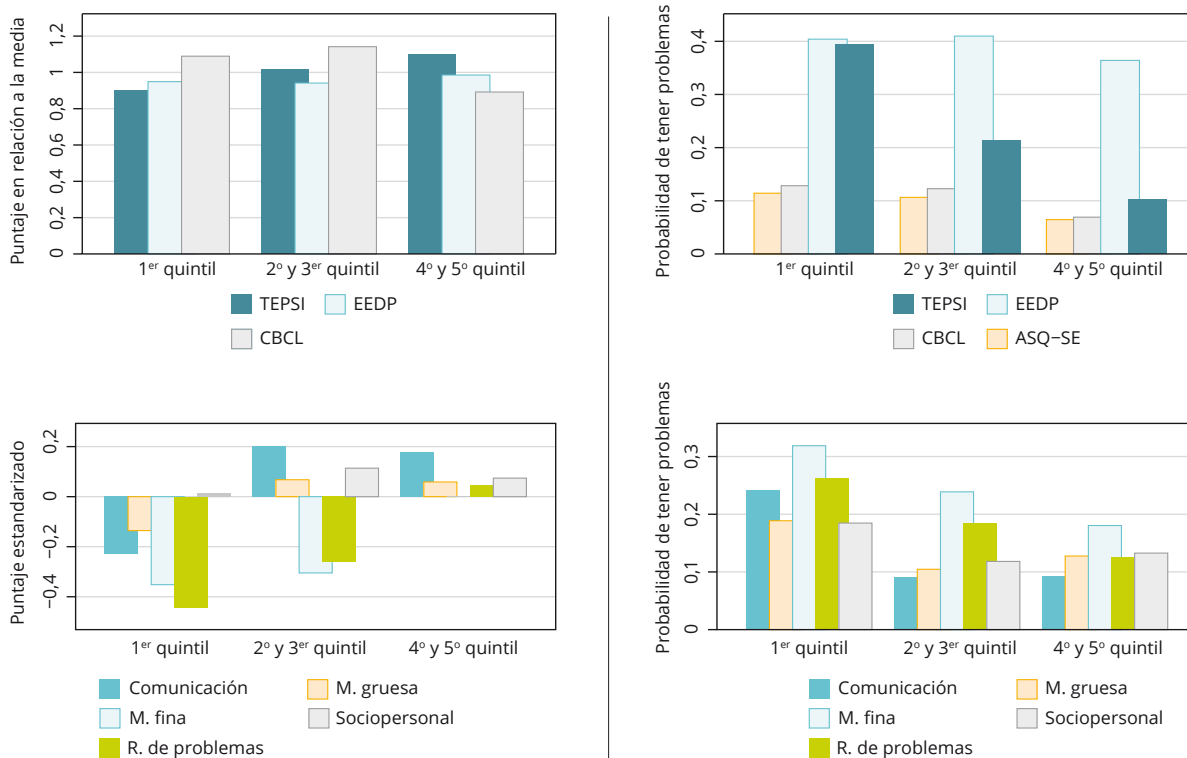 Puntaje en relación a la media
1,2
1
0,8
0,6
0,4
0,2
0
1er quintil 2o y 3er quintil 4o y 5o quintil
TEPSI EEDP
CBCL
Probabilidad de tener problemas
0,4
0,3
0,2
0,1
0
1er quintil 2o y 3er quintil 4o y 5o quintil
TEPSI EEDP
CBCL ASQ−SE
Puntaje estandarizado
0,2
0
−0,2
−0,4
1er quintil 2o y 3er quintil 4o y 5o quintil
Comunicación M. gruesa
M. fina Sociopersonal
R. de problemas
Probabilidad de tener problemas
0,3
0,2
0,1
0
1er quintil 2o y 3er quintil 4o y 5o quintil
Comunicación M. gruesa
M. fina Sociopersonal
R. de problemas